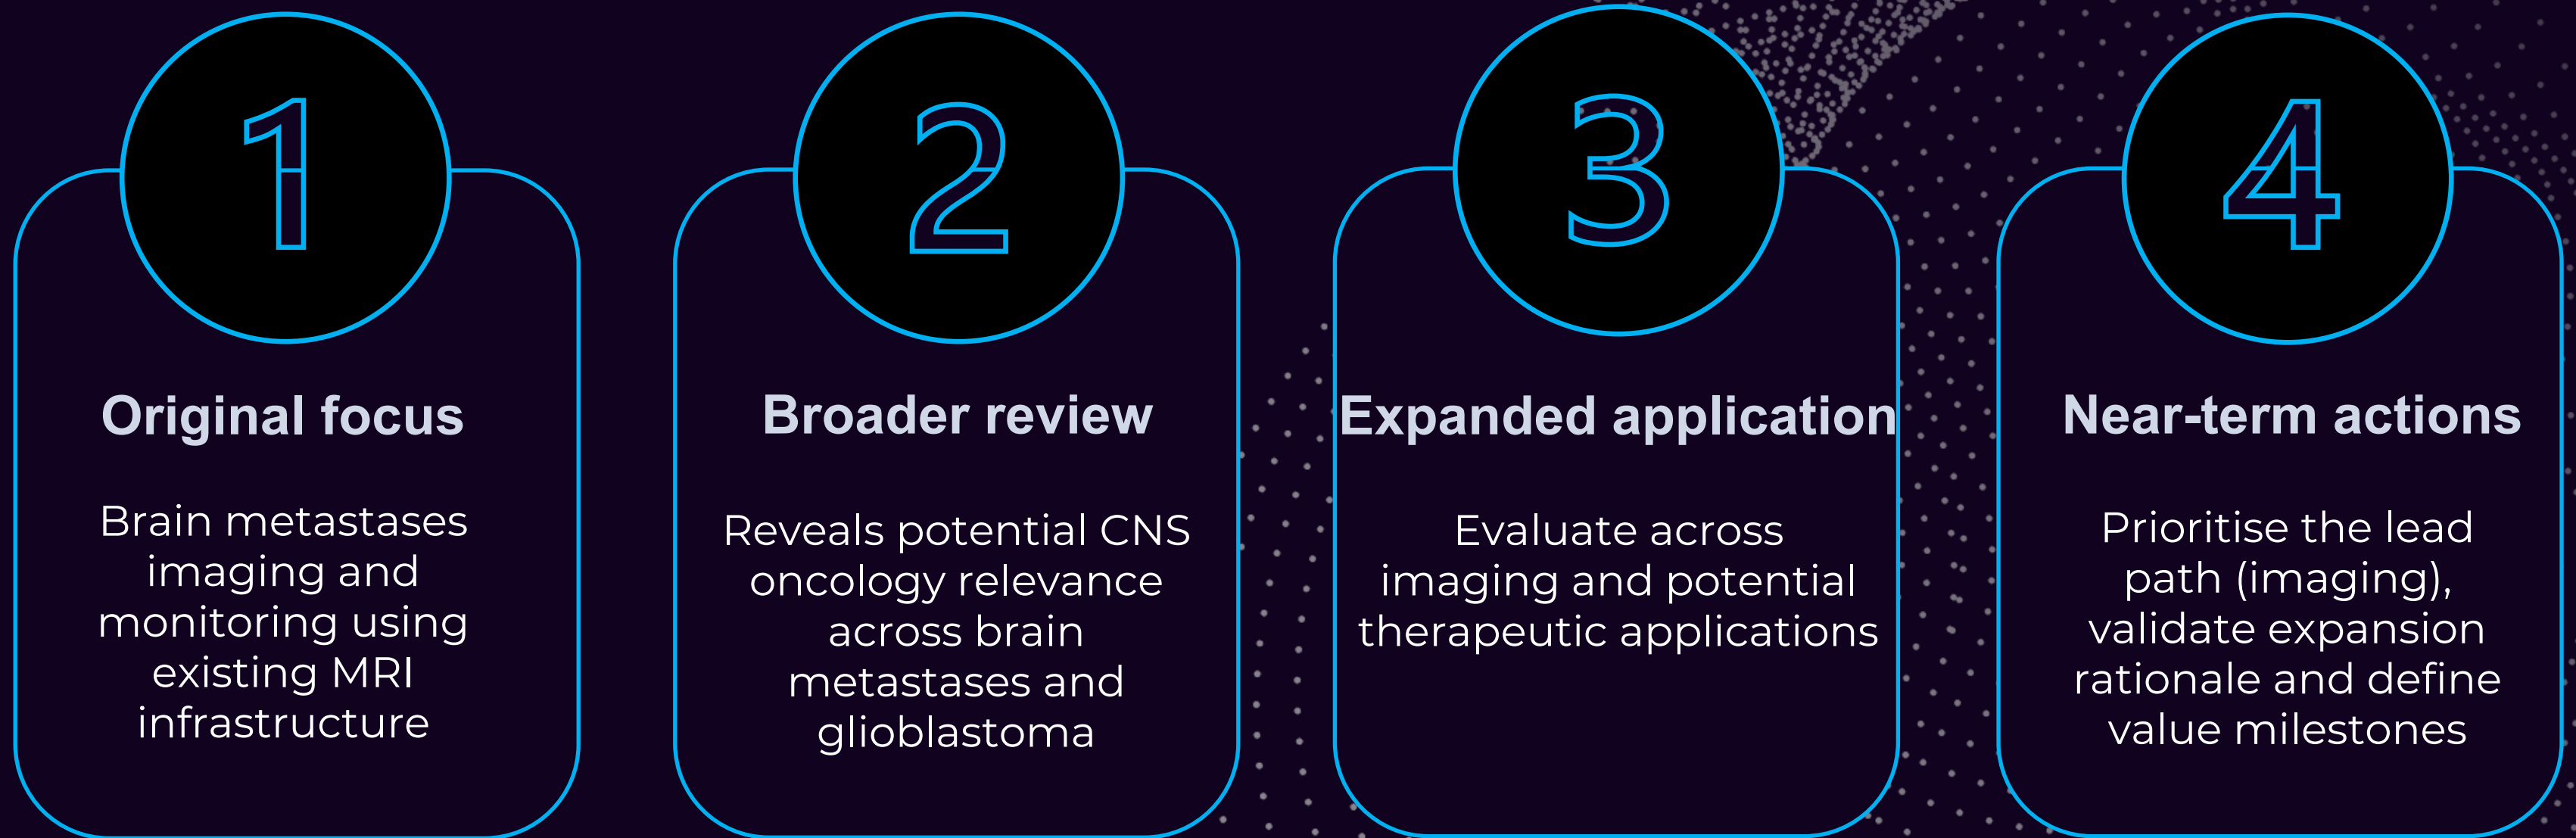 1
Original focus
Brain metastases
imaging and
monitoring using
existing MRI
infrastructure
2
Broader review
Reveals potential CNS
oncology relevance
across brain
metastases and
glioblastoma
3
Expanded application
Evaluate across
imaging and potential
therapeutic applications
4
Near-term actions
Prioritise the lead
path (imaging),
validate expansion
rationale and define
value milestones